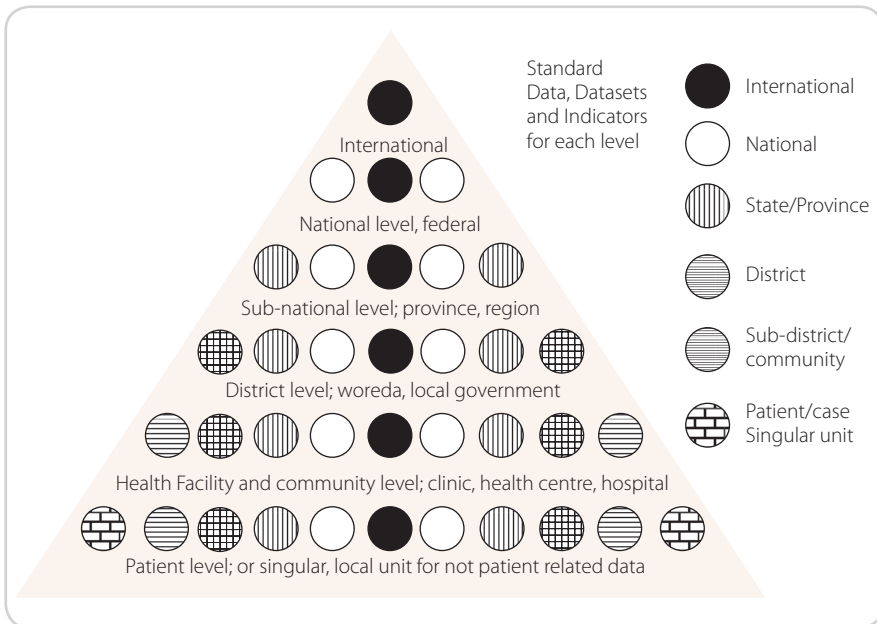 International
National level, federal
Sub-national level; province, region
District level; woreda, local government
Health Facility and community level; clinic, health centre, hospital
Patient level; or singular, local unit for not patient related data
Standard
Data, Datasets
and Indicators
for each level
International
National
State/Province
District
Sub-district/
community
Patient/case
Singular unit